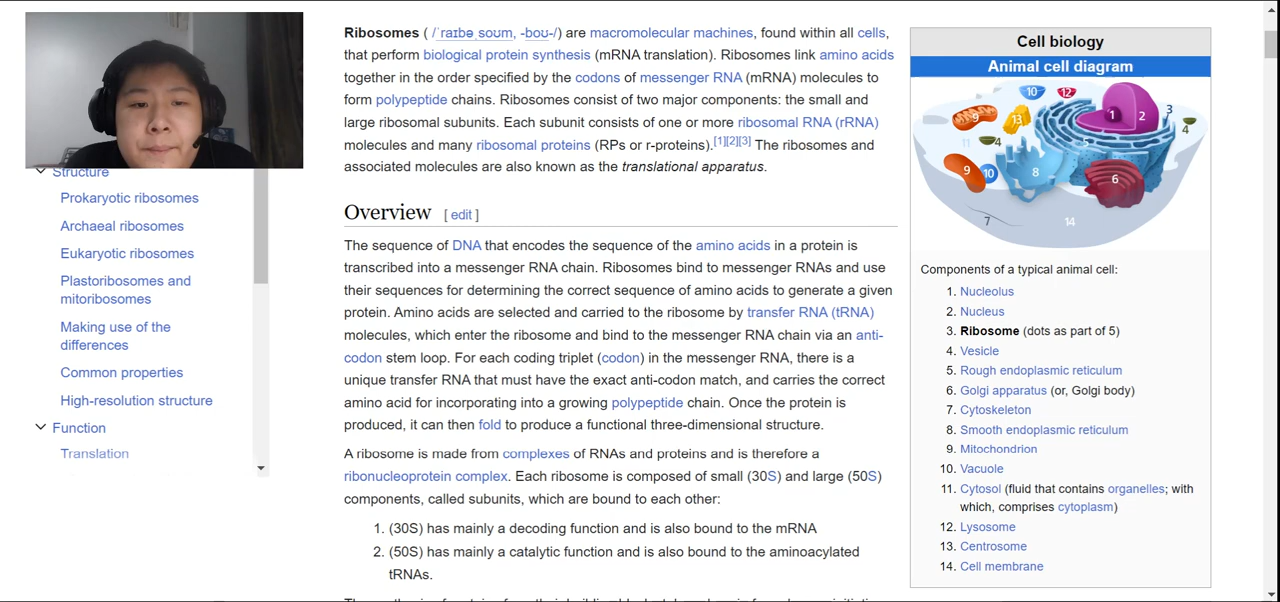 Ribosomes ( /ˈraɪbəˌsoʊm, -boʊ-/) are macromolecular machines, found within all cells,
that perform biological protein synthesis (mRNA translation). Ribosomes link amino acids
together in the order specified by the codons of messenger RNA (mRNA) molecules to
form polypeptide chains. Ribosomes consist of two major components: the small and
large ribosomal subunits. Each subunit consists of one or more ribosomal RNA (rRNA)
molecules and many ribosomal proteins (RPs or r-proteins).[1][2][3] The ribosomes and
associated molecules are also known as the translational apparatus.
Structure
Prokaryotic ribosomes
Archaeal ribosomes
Eukaryotic ribosomes
Plastoribosomes and
mitoribosomes
Making use of the
differences
Common properties
High-resolution structure
Function
Translation
Overview [ edit ]
The sequence of DNA that encodes the sequence of the amino acids in a protein is
transcribed into a messenger RNA chain. Ribosomes bind to messenger RNAs and use
their sequences for determining the correct sequence of amino acids to generate a given
protein. Amino acids are selected and carried to the ribosome by transfer RNA (tRNA)
molecules, which enter the ribosome and bind to the messenger RNA chain via an anti-
codon stem loop. For each coding triplet (codon) in the messenger RNA, there is a
unique transfer RNA that must have the exact anti-codon match, and carries the correct
amino acid for incorporating into a growing polypeptide chain. Once the protein is
produced, it can then fold to produce a functional three-dimensional structure.
A ribosome is made from complexes of RNAs and proteins and is therefore a
ribonucleoprotein complex. Each ribosome is composed of small (30S) and large (50S)
components, called subunits, which are bound to each other:
1. (30S) has mainly a decoding function and is also bound to the mRNA
2. (50S) has mainly a catalytic function and is also bound to the aminoacylated
tRNAs.
Cell biology
Animal cell diagram
10
12
9
13
1
2
3
4
11
4
5
9
10
8
6
7
14
Components of a typical animal cell:
1. Nucleolus
2. Nucleus
3. Ribosome (dots as part of 5)
4. Vesicle
5. Rough endoplasmic reticulum
6. Golgi apparatus (or, Golgi body)
7. Cytoskeleton
8. Smooth endoplasmic reticulum
9. Mitochondrion
10. Vacuole
11. Cytosol (fluid that contains organelles; with
which, comprises cytoplasm)
12. Lysosome
13. Centrosome
14. Cell membrane